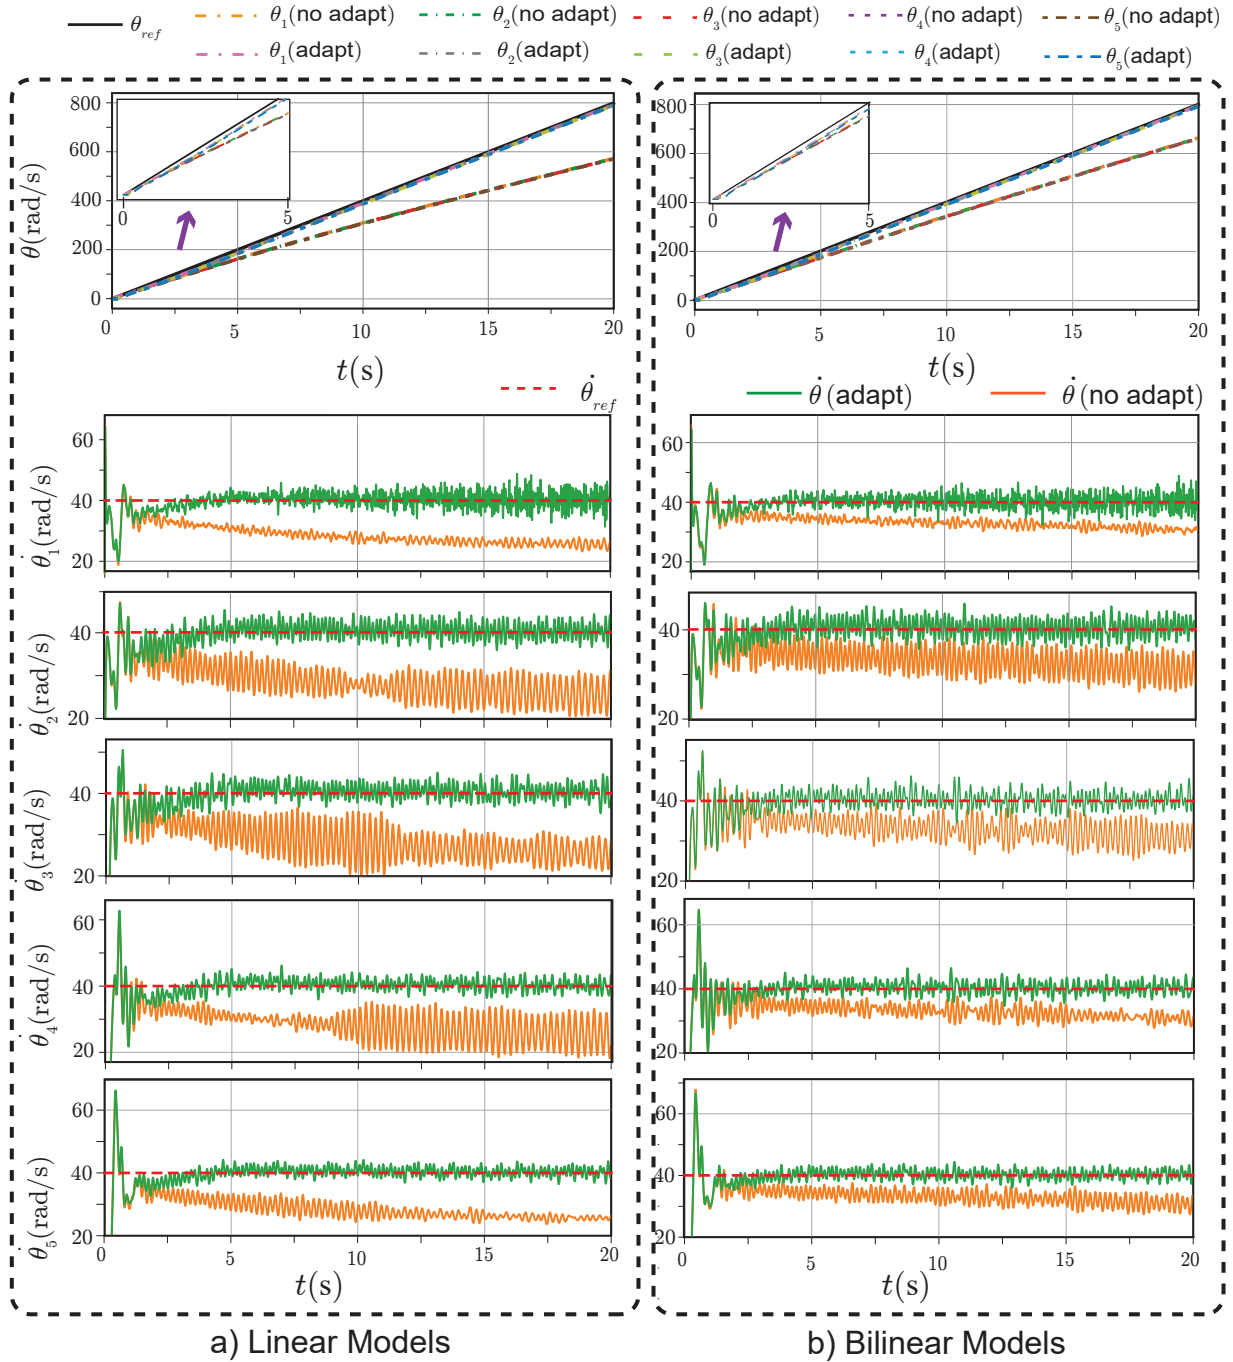 θ_ref θ₁(no adapt) θ₂(no adapt) θ₃(no adapt) θ₄(no adapt) θ₅(no adapt)
θ₁(adapt) θ₂(adapt) θ₃(adapt) θ₄(adapt) θ₅(adapt)
θ(rad/s)
800
600
400
200
0
0 5
0 5 10 15 20
t(s)
800
600
400
200
0
0 5
0 5 10 15 20
t(s)
θ̇_ref θ̇ (adapt) θ̇ (no adapt)
θ̇₁(rad/s)
60
40
20
60
40
20
θ̇₂(rad/s)
40
20
40
20
θ̇₃(rad/s)
40
20
40
20
θ̇₄(rad/s)
60
40
20
60
40
20
θ̇₅(rad/s)
60
40
20
0 5 10 15 20
t(s)
60
40
20
0 5 10 15 20
t(s)
a) Linear Models b) Bilinear Models